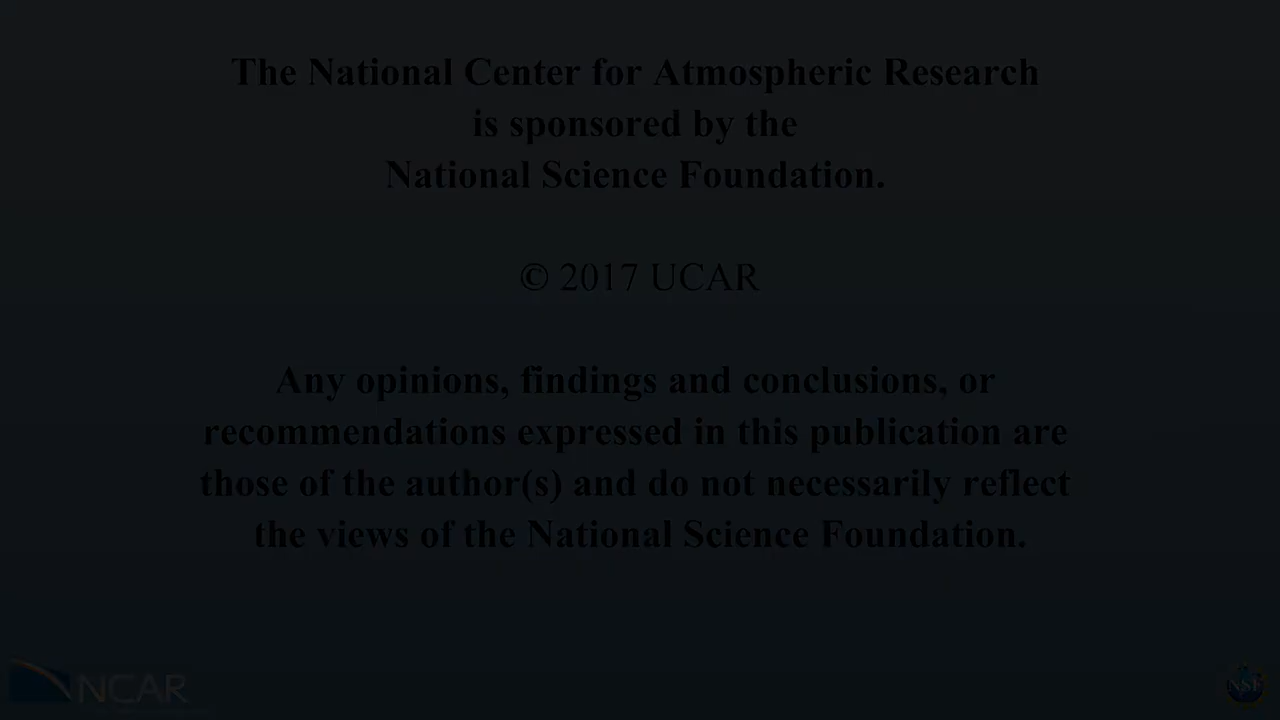 The National Center for Atmospheric Research
is sponsored by the
National Science Foundation.
© 2017 UCAR
Any opinions, findings and conclusions, or
recommendations expressed in this publication are
those of the author(s) and do not necessarily reflect
the views of the National Science Foundation.
NCAR
NSF